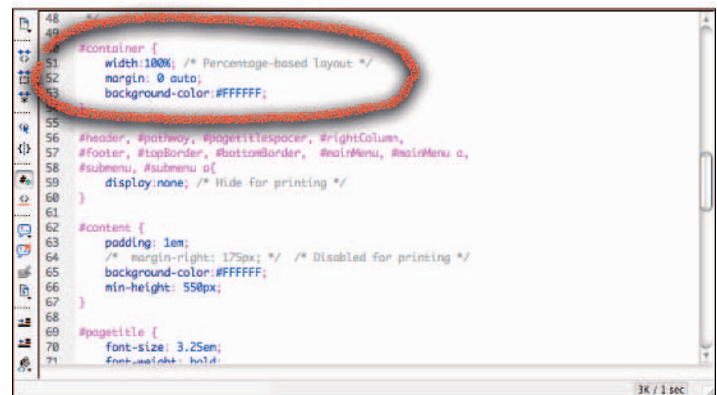 48 */
49
50 #container {
51 width:100%; /* Percentage-based layout */
52 margin: 0 auto;
53 background-color:#FFFFFF;
54 }
55
56 #header, #pathway, #pagetitlespacer, #rightColumn,
57 #footer, #topBorder, #bottomBorder, #mainMenu, #mainMenu a,
58 #submenu, #submenu a{
59 display:none; /* Hide for printing */
60 }
61
62 #content {
63 padding: 1em;
64 /* margin-right: 175px; */ /* Disabled for printing */
65 background-color:#FFFFFF;
66 min-height: 550px;
67 }
68
69 #pagetitle {
70 font-size: 3.25em;
71 font-weight: bold;
3K / 1 sec